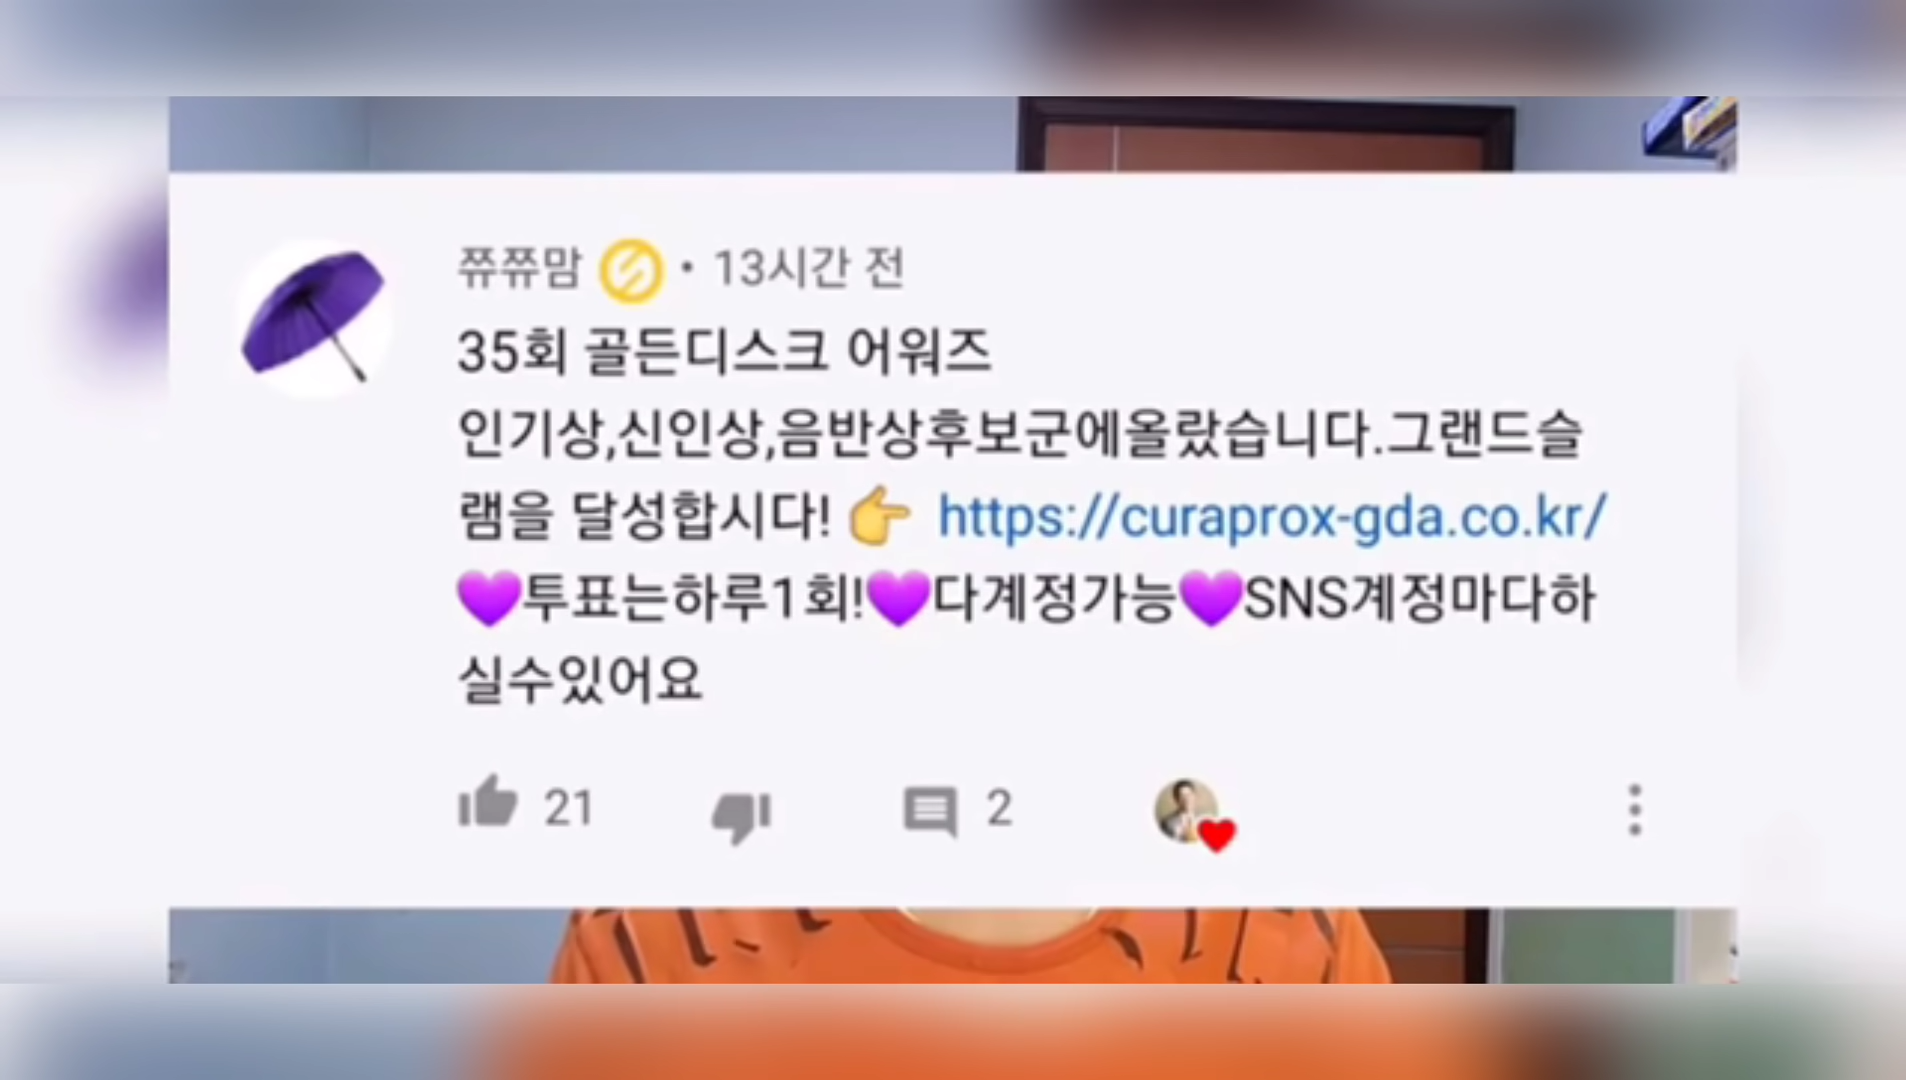 쮸쮸맘 • 13시간 전
35회 골든디스크 어워즈
인기상,신인상,음반상후보군에올랐습니다.그랜드슬
램을 달성합시다! 👉 https://curaprox-gda.co.kr/
💜투표는하루1회!💜다계정가능💜SNS계정마다하
실수있어요
21 2